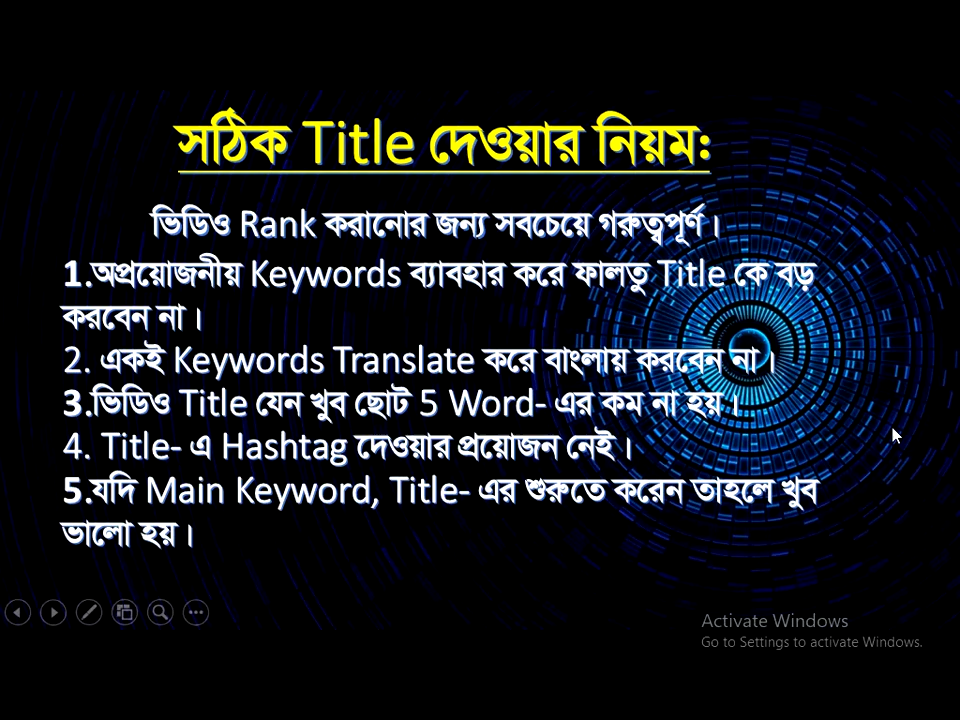 সঠিক Title দেওয়ার নিয়মঃ
ভিডিও Rank করানোর জন্য সবচেয়ে গরুত্বপূর্ণ।
1.অপ্রয়োজনীয় Keywords ব্যাবহার করে ফালতু Title কে বড়
করবেন না।
2. একই Keywords Translate করে বাংলায় করবেন না।
3.ভিডিও Title যেন খুব ছোট 5 Word- এর কম না হয়।
4. Title- এ Hashtag দেওয়ার প্রয়োজন নেই।
5.যদি Main Keyword, Title- এর শুরুতে করেন তাহলে খুব
ভালো হয়।
Activate Windows
Go to Settings to activate Windows.